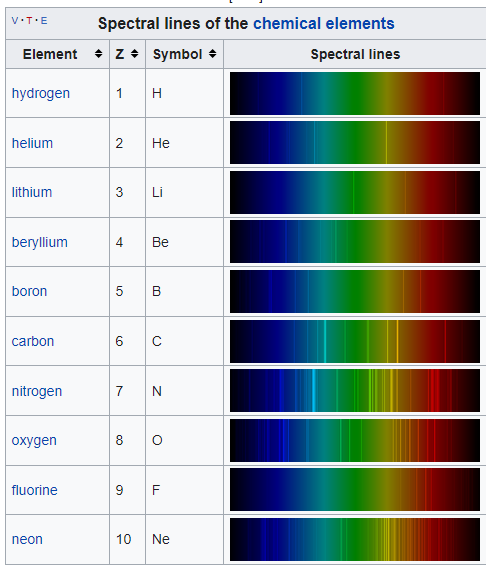 V · T · E Spectral lines of the chemical elements
Element Z Symbol Spectral lines
hydrogen 1 H
helium 2 He
lithium 3 Li
beryllium 4 Be
boron 5 B
carbon 6 C
nitrogen 7 N
oxygen 8 O
fluorine 9 F
neon 10 Ne